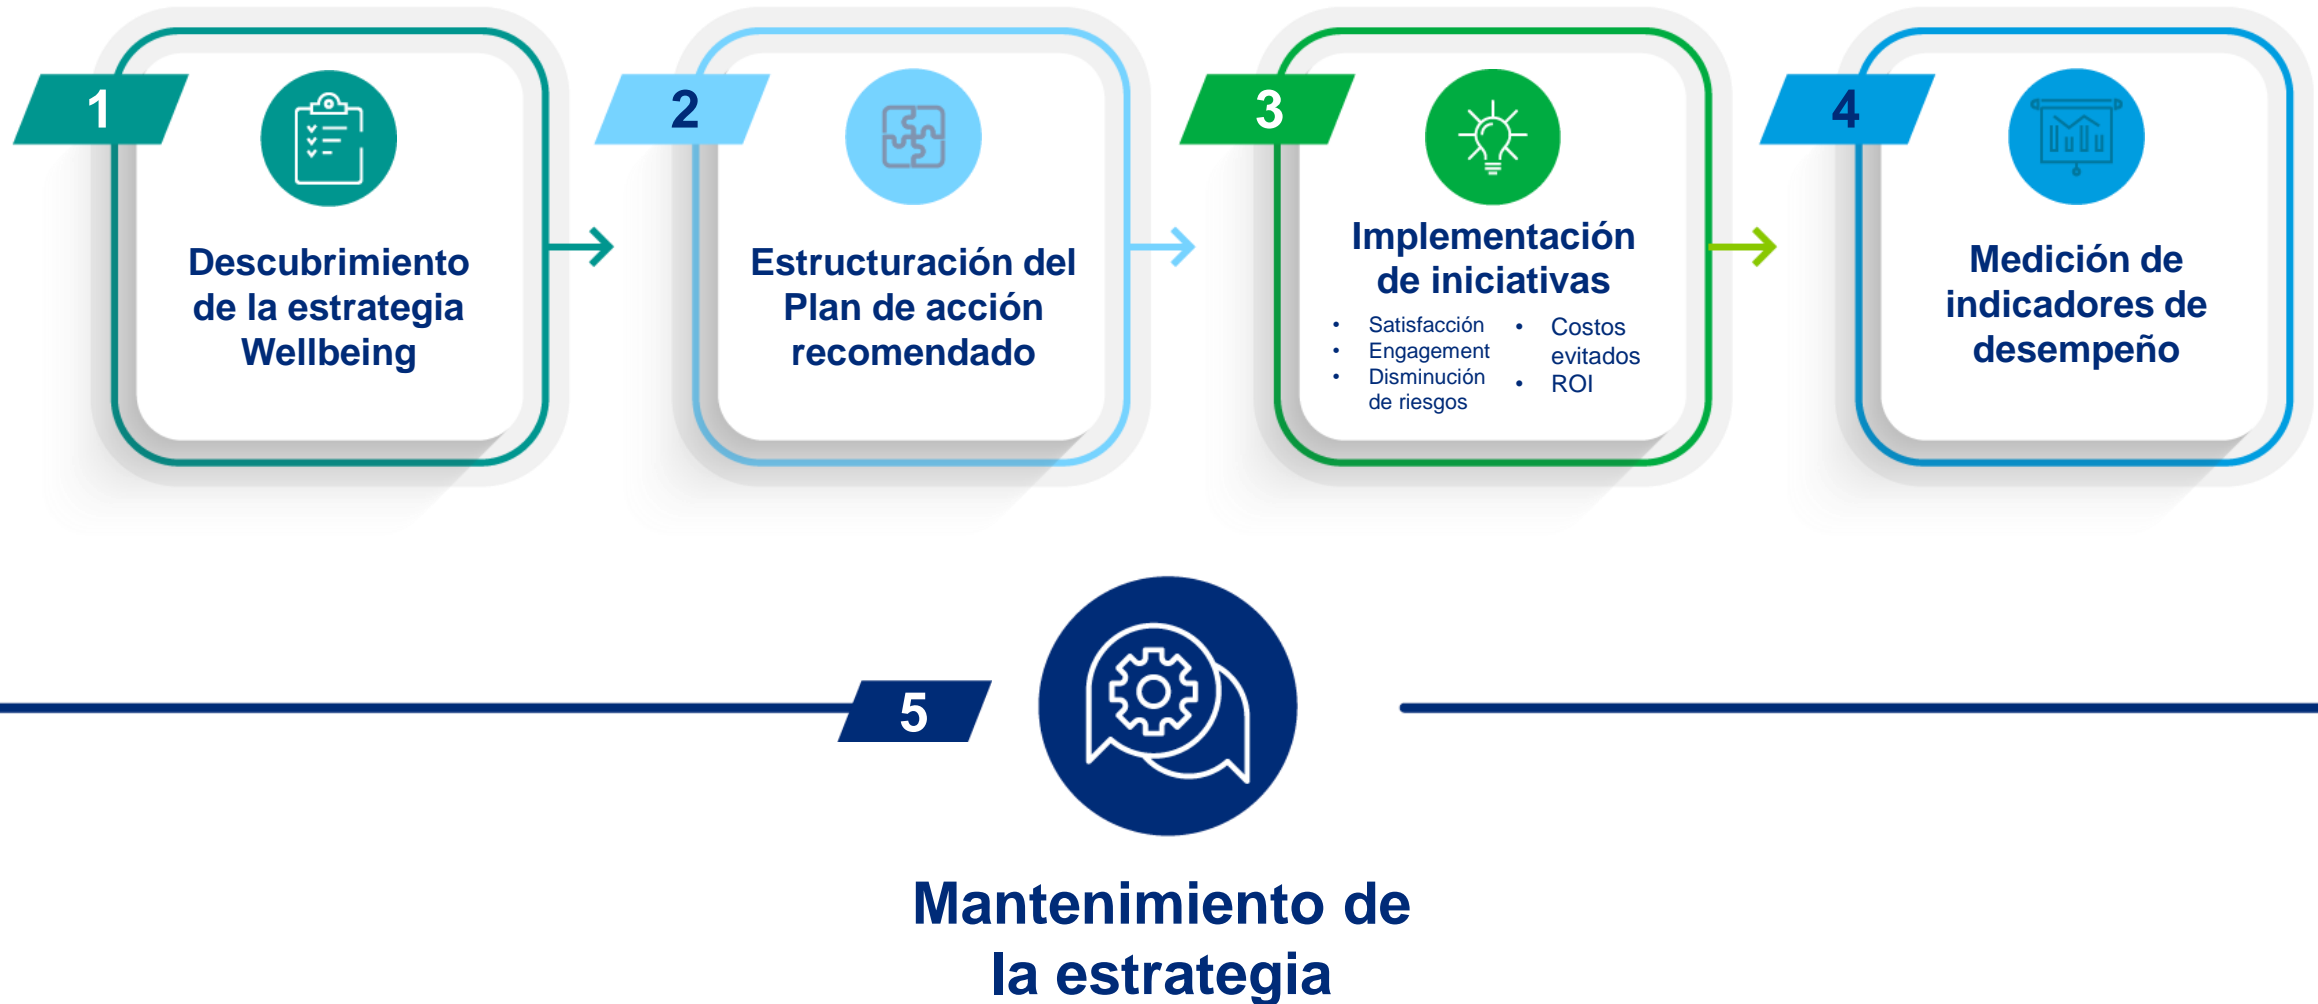 1
Descubrimiento
de la estrategia
Wellbeing
2
Estructuración del
Plan de acción
recomendado
3
Implementación
de iniciativas
• Satisfacción
• Engagement
• Disminución
de riesgos
• Costos
evitados
• ROI
4
Medición de
indicadores de
desempeño
5
Mantenimiento de
la estrategia